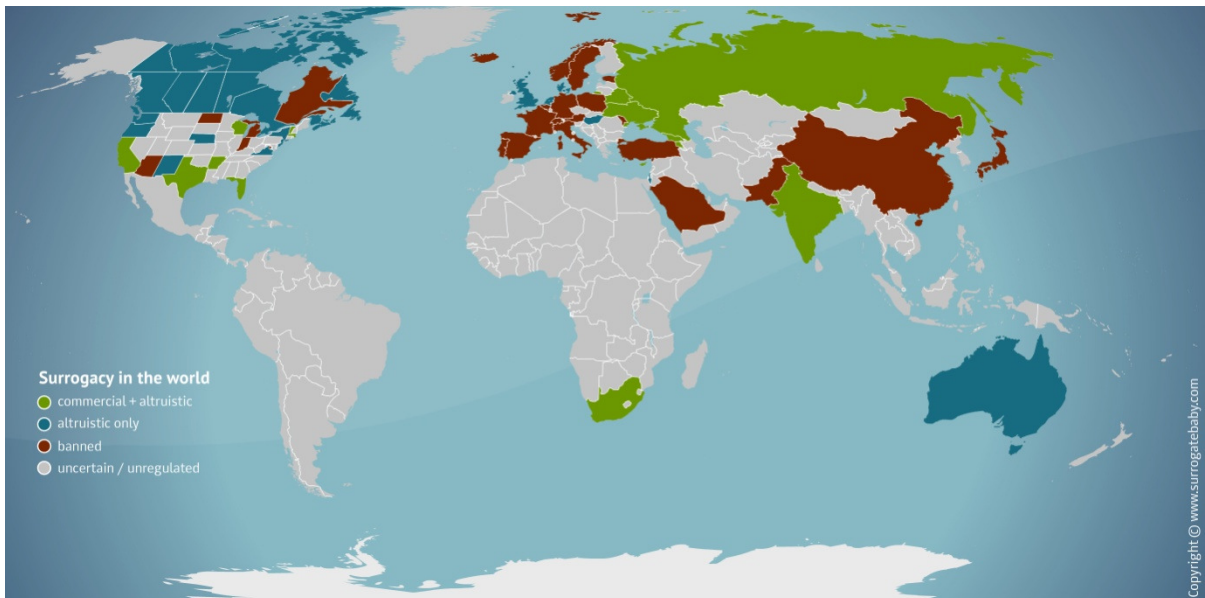 Surrogacy in the world
commercial + altruistic
altruistic only
banned
uncertain / unregulated
Copyright © www.surrogatebaby.com